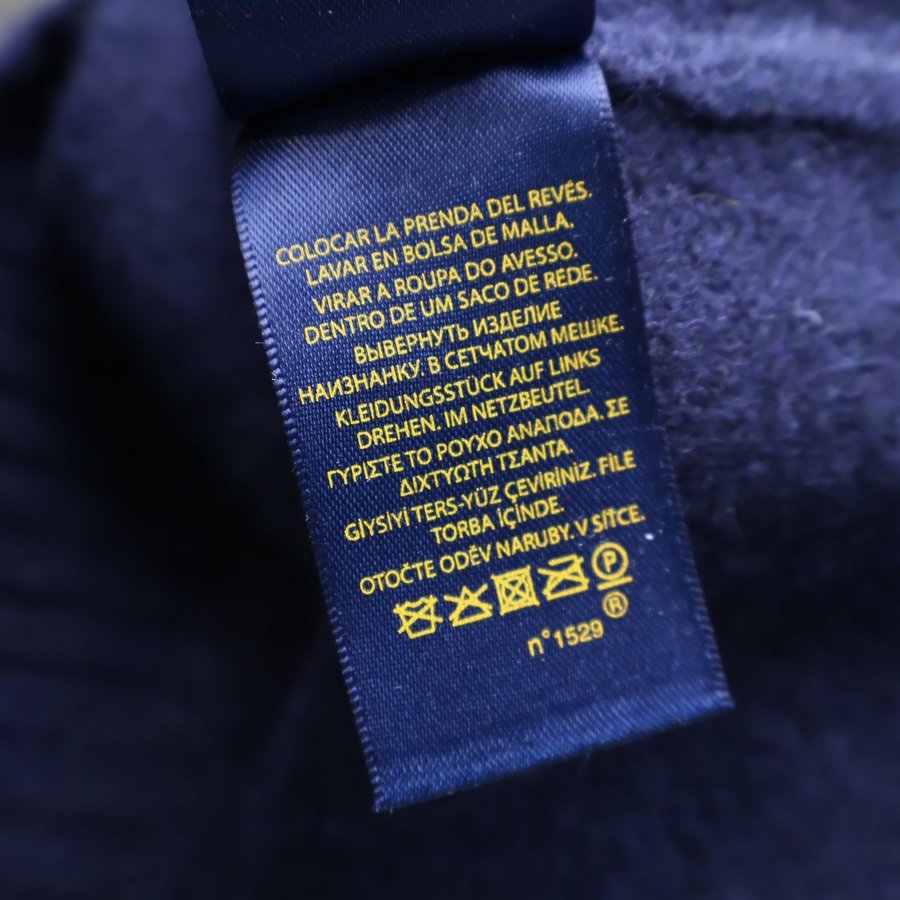 COLOCAR LA PRENDA DEL REVÉS.
LAVAR EN BOLSA DE MALLA.
VIRAR A ROUPA DO AVESSO.
DENTRO DE UM SACO DE REDE.
ВЫВЕРНУТЬ ИЗДЕЛИЕ
НАИЗНАНКУ. В СЕТЧАТОМ МЕШКЕ.
KLEIDUNGSSTÜCK AUF LINKS
DREHEN. IM NETZBEUTEL.
ΓΥΡΙΣΤΕ ΤΟ ΡΟΥΧΟ ΑΝΑΠΟΔΑ. ΣΕ
ΔΙΧΤΥΩΤΗ ΤΣΑΝΤΑ.
GİYSİYİ TERS-YÜZ ÇEVİRİNİZ. FİLE
TORBA İÇİNDE.
OTOČTE ODĚV NARUBY. V SÍŤCE.
P
®
n°1529